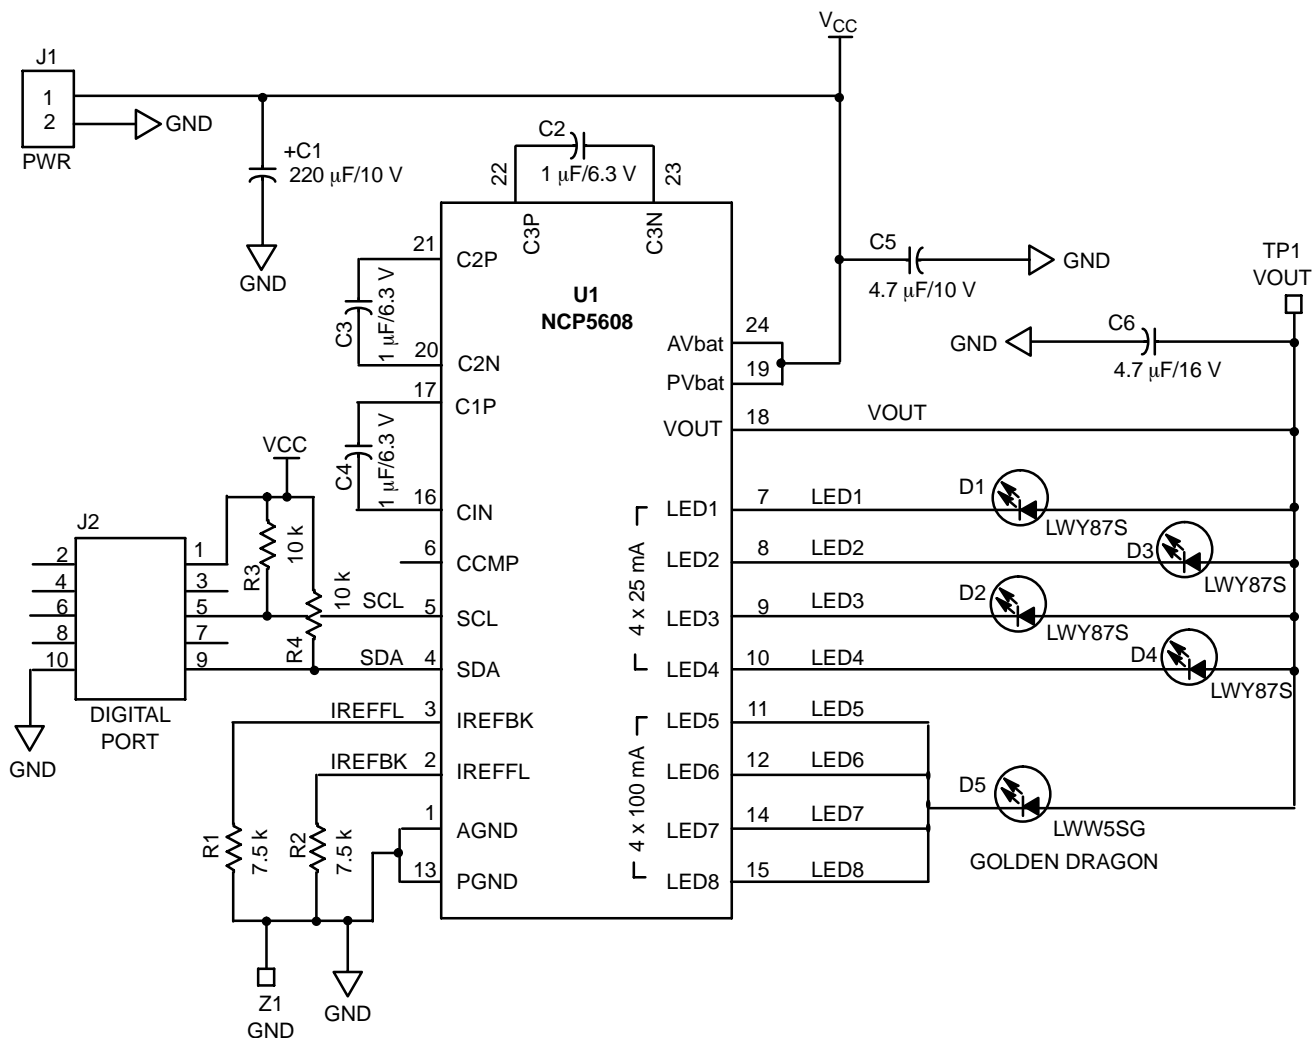 V_CC
J1
1
2
PWR
GND
+C1
220 μF/10 V
GND
C2
1 μF/6.3 V
22
23
C3P
C3N
21
C2P
C3
1 μF/6.3 V
20
C2N
17
C1P
C4
1 μF/6.3 V
16
CIN
6
CCMP
U1
NCP5608
C5
4.7 μF/10 V
GND
TP1
VOUT
GND
C6
4.7 μF/16 V
24
AVbat
19
PVbat
18
VOUT
VOUT
VCC
J2
2
4
6
8
10
1
3
5
7
9
DIGITAL
PORT
GND
R3
10 k
R4
10 k
SCL
5
SCL
SDA
4
SDA
IREFFL
3
IREFBK
IREFBK
2
IREFFL
1
AGND
13
PGND
R1
7.5 k
R2
7.5 k
Z1
GND
GND
4 x 25 mA
LED1
7
LED1
D1
LWY87S
LED2
8
LED2
D3
LWY87S
LED3
9
LED3
D2
LWY87S
LED4
10
LED4
D4
LWY87S
4 x 100 mA
LED5
11
LED5
LED6
12
LED6
LED7
14
LED7
LED8
15
LED8
D5
LWW5SG
GOLDEN DRAGON